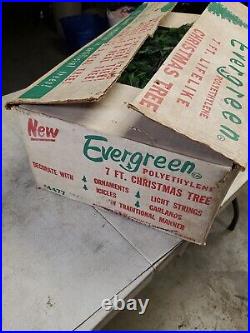 Evergreen
POLYETHYLENE
7 FT. LIFELIKE
CHRISTMAS TREE
New
Evergreen
POLYETHYLENE
7 FT. CHRISTMAS TREE
DECORATE WITH
ORNAMENTS
LIGHT STRINGS
ICICLES
GARLANDS
TRADITIONAL MANNER